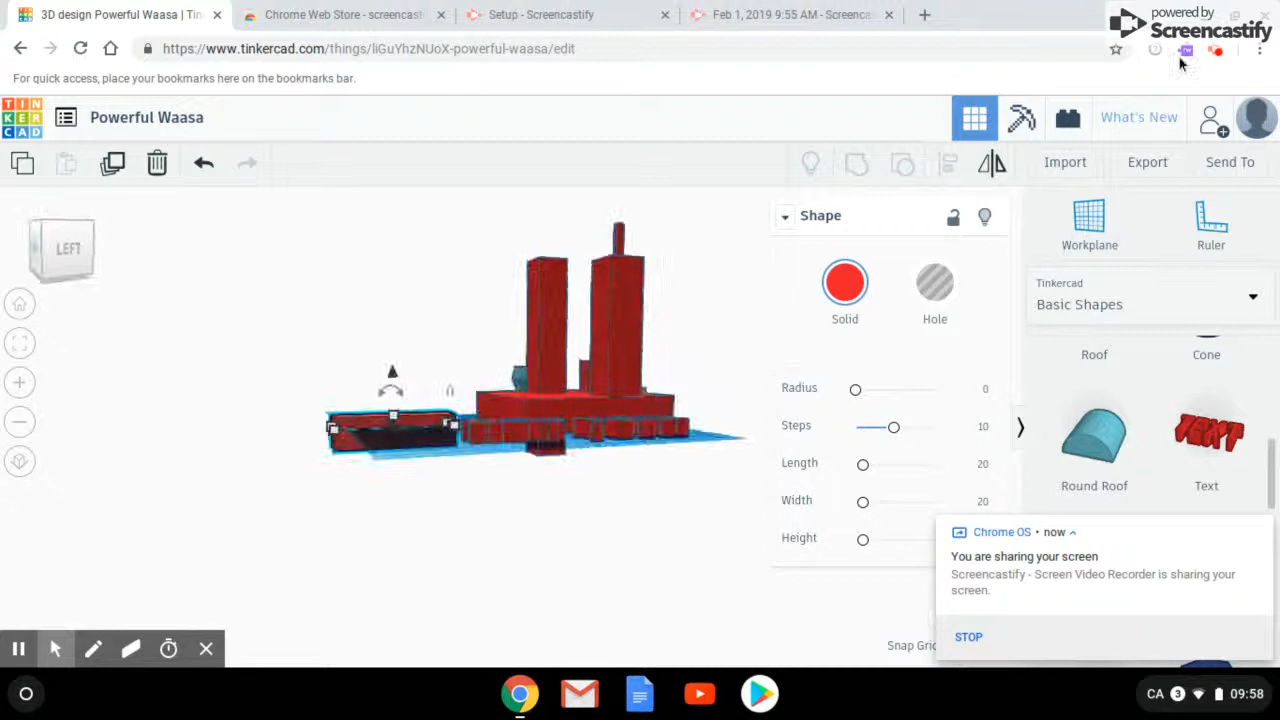 3D design Powerful Waasa | Tin
Chrome Web Store - screencast
Setup - Screencastify
Feb 1, 2019 9:55 AM - Screenca
powered by
Screencastify
https://www.tinkercad.com/things/liGuYhzNUoX-powerful-waasa/edit
For quick access, place your bookmarks here on the bookmarks bar.
TIN
KER
CAD
Powerful Waasa
What's New
Import
Export
Send To
LEFT
Shape
Workplane
Ruler
Solid
Hole
Tinkercad
Basic Shapes
Roof
Cone
Radius
0
Steps
10
Length
20
Width
20
Height
TEXT
Round Roof
Text
Chrome OS • now
You are sharing your screen
Screencastify - Screen Video Recorder is sharing your
screen.
STOP
Snap Gri
CA
3
09:58